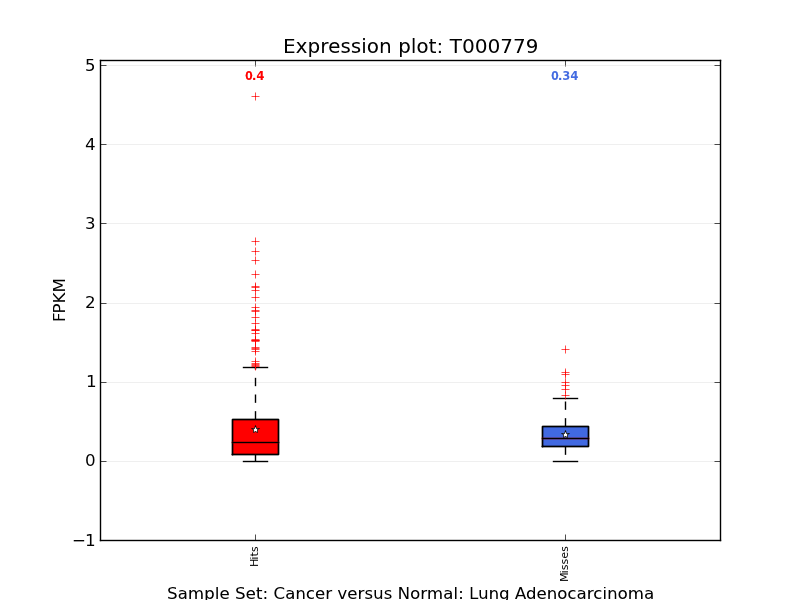 Expression plot: T000779
5
0.4
0.34
4
3
FPKM
2
1
0
−1
Hits
Misses
Sample Set: Cancer versus Normal: Lung Adenocarcinoma